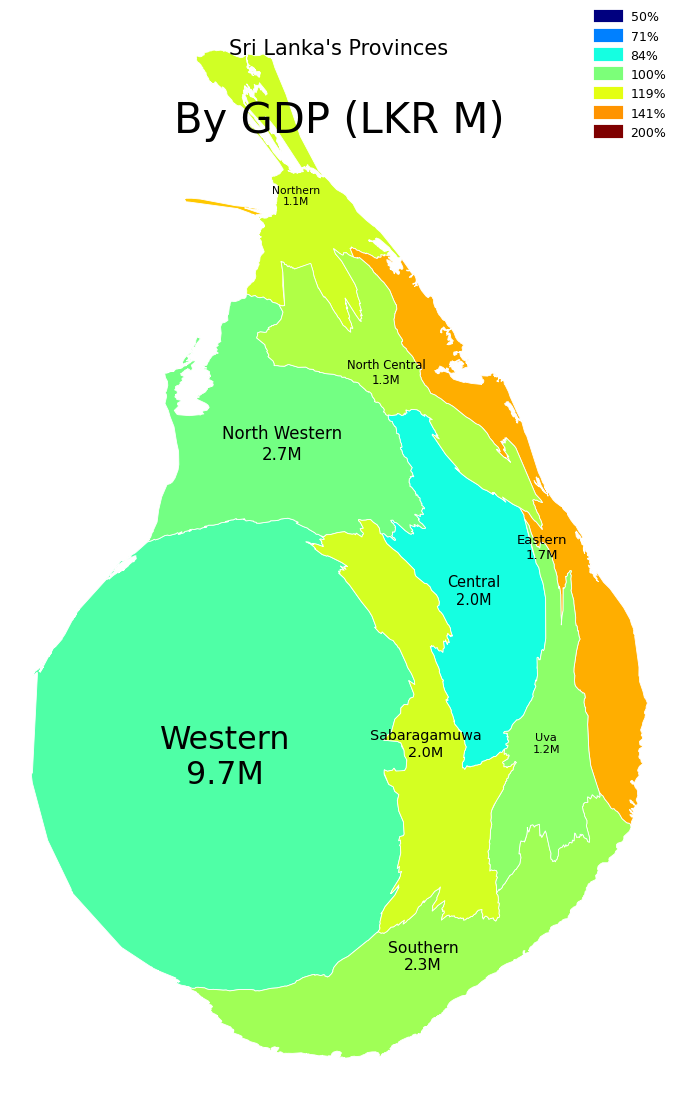 Sri Lanka's Provinces
By GDP (LKR M)
50%
71%
84%
100%
119%
141%
200%
Northern
1.1M
North Central
1.3M
North Western
2.7M
Eastern
1.7M
Central
2.0M
Western
9.7M
Sabaragamuwa
2.0M
Uva
1.2M
Southern
2.3M